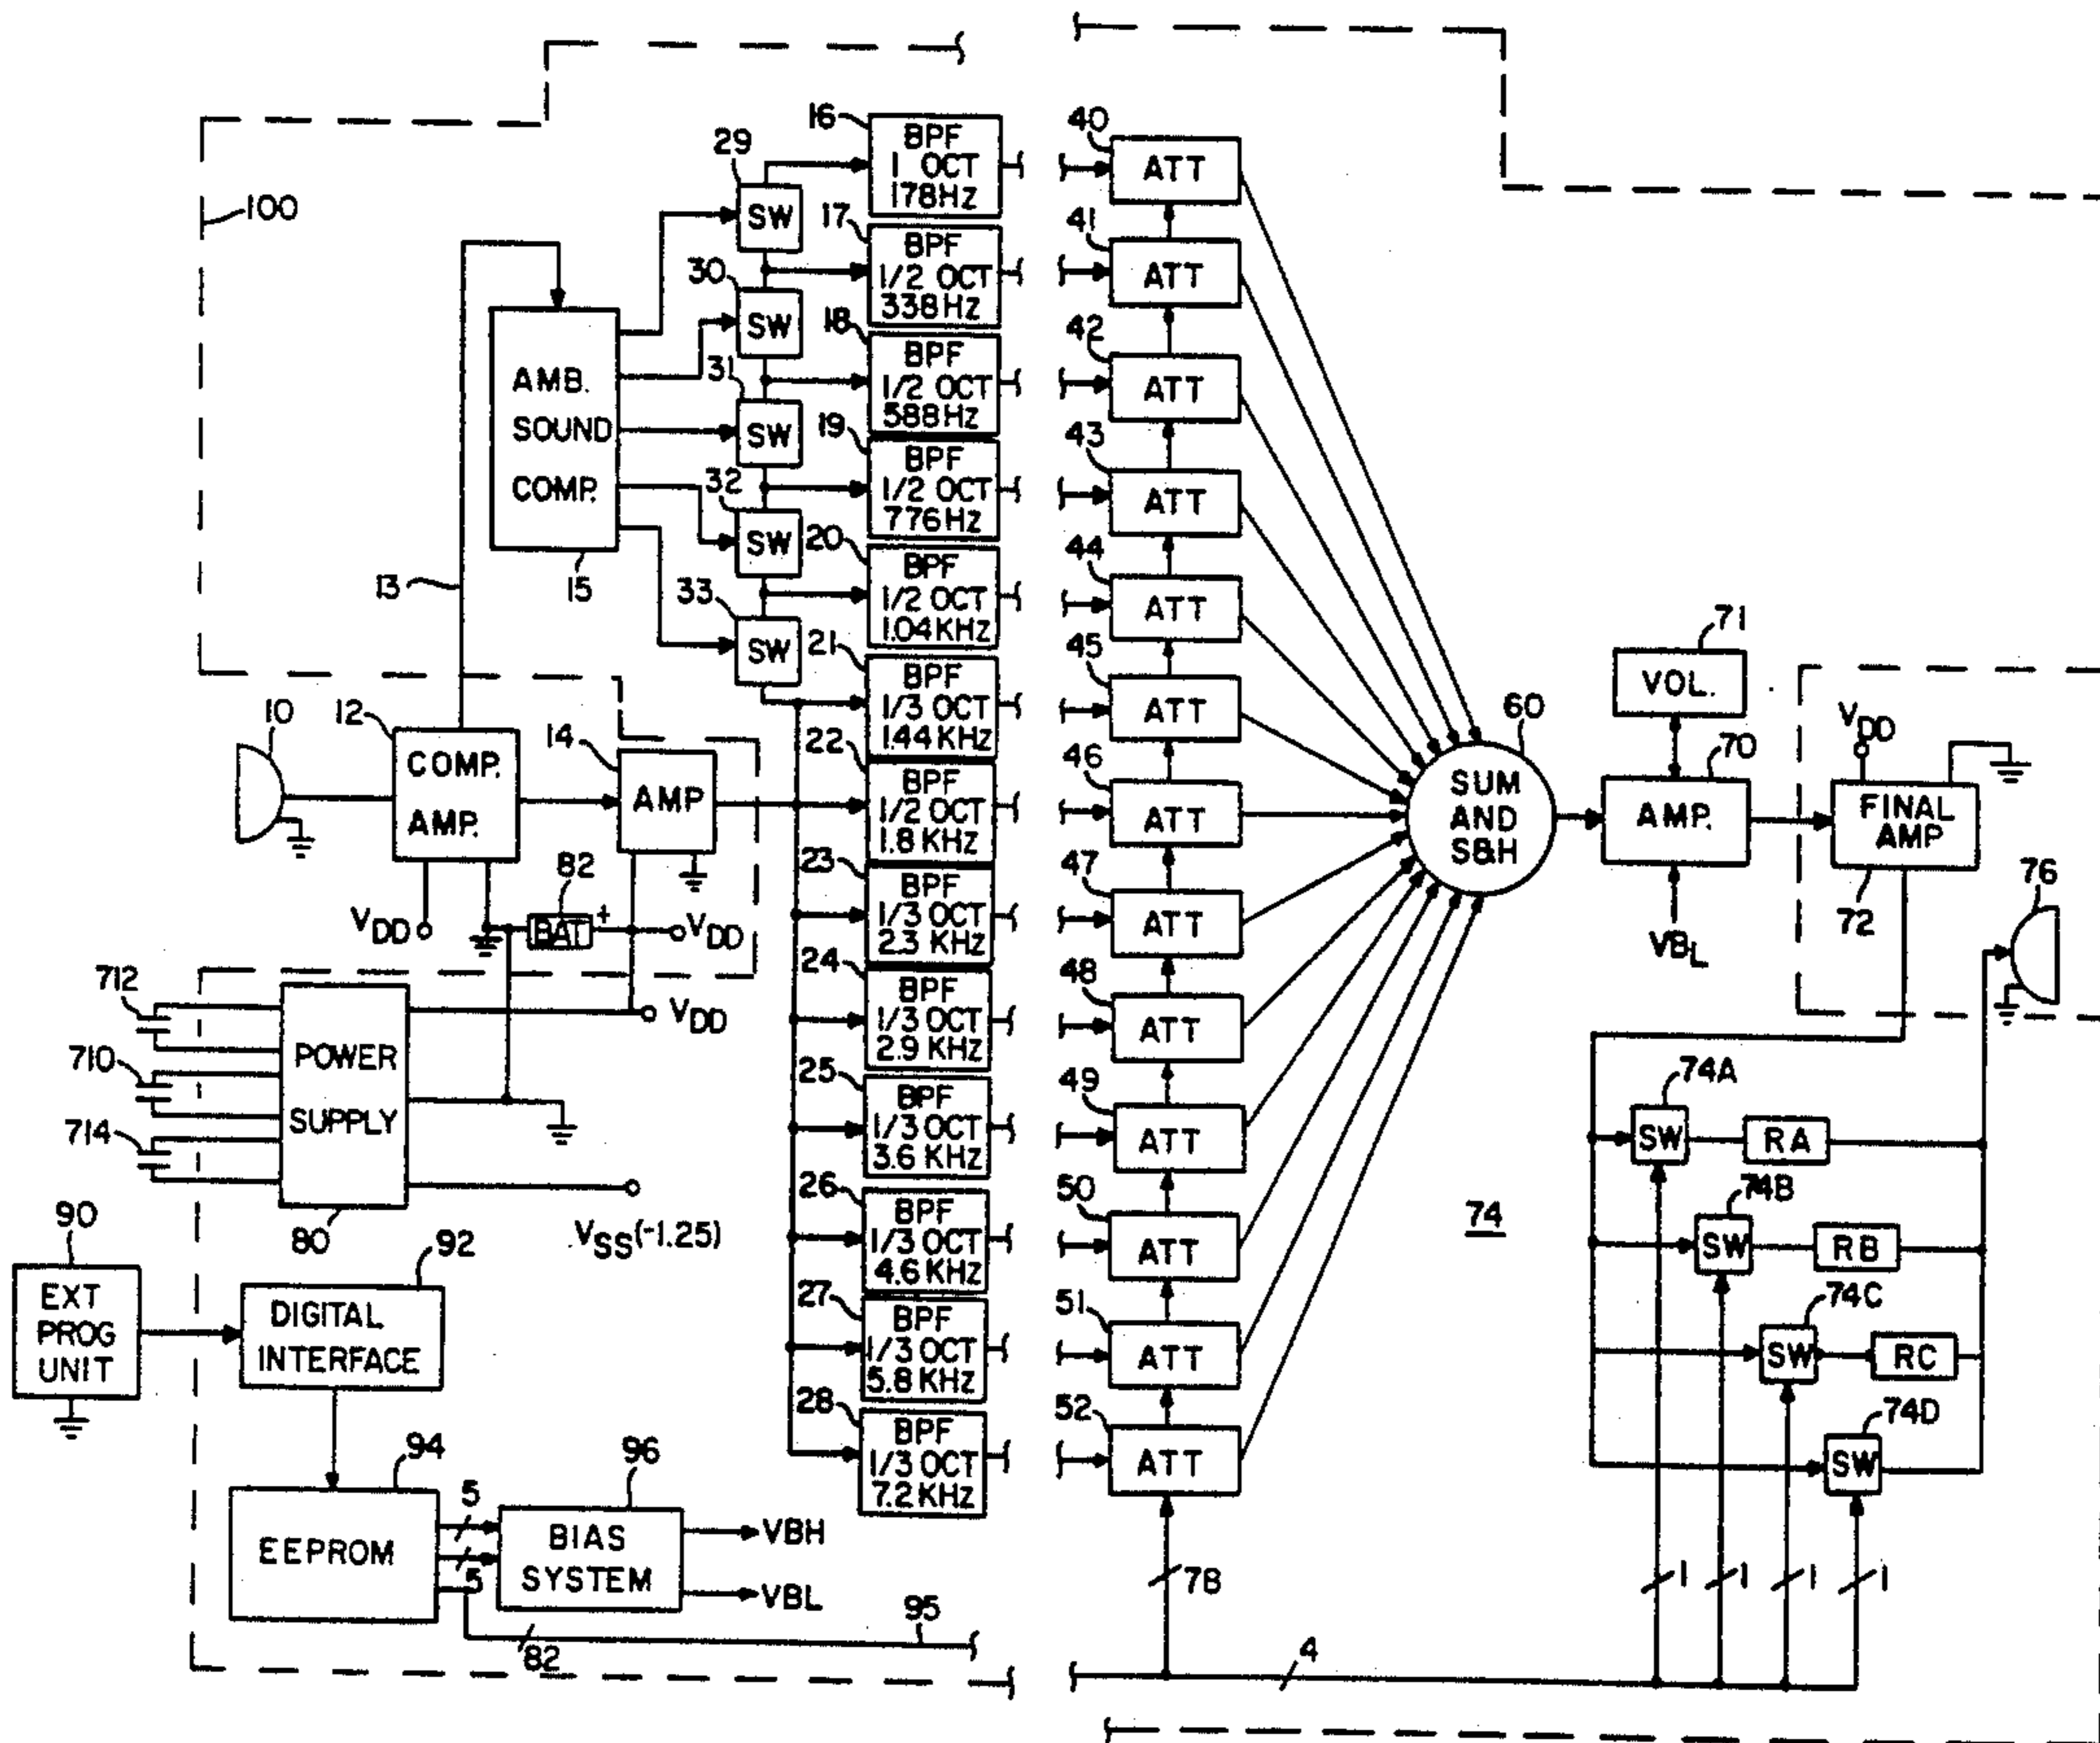 100
29
SW
30
SW
31
SW
32
SW
33
SW
AMB.
SOUND
COMP.
15
13
10
12
COMP.
AMP.
14
AMP
VDD
82
BAT
+
VDD
VDD
712
710
714
POWER
SUPPLY
80
VSS(-1.25)
90
EXT
PROG
UNIT
92
DIGITAL
INTERFACE
94
EEPROM
5
5
96
BIAS
SYSTEM
VBH
VBL
82
95
16
BPF
1 OCT
178HZ
17
BPF
1/2 OCT
338HZ
18
BPF
1/2 OCT
588HZ
19
BPF
1/2 OCT
776HZ
20
BPF
1/2 OCT
1.04KHZ
21
BPF
1/3 OCT
1.44 KHZ
22
BPF
1/2 OCT
1.8 KHZ
23
BPF
1/3 OCT
2.3 KHZ
24
BPF
1/3 OCT
2.9 KHZ
25
BPF
1/3 OCT
3.6 KHZ
26
BPF
1/3 OCT
4.6 KHZ
27
BPF
1/3 OCT
5.8 KHZ
28
BPF
1/3 OCT
7.2 KHZ
40
ATT
41
ATT
42
ATT
43
ATT
44
ATT
45
ATT
46
ATT
47
ATT
48
ATT
49
ATT
50
ATT
51
ATT
52
ATT
78
4
60
SUM
AND
S&H
71
VOL.
70
AMP.
VBL
VDD
FINAL
AMP
72
76
74
74A
SW
RA
74B
SW
RB
74C
SW
RC
74D
SW
1
1
1
1